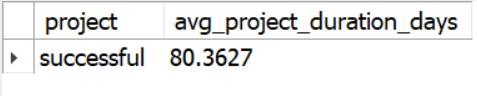 project avg_project_duration_days
successful 80.3627